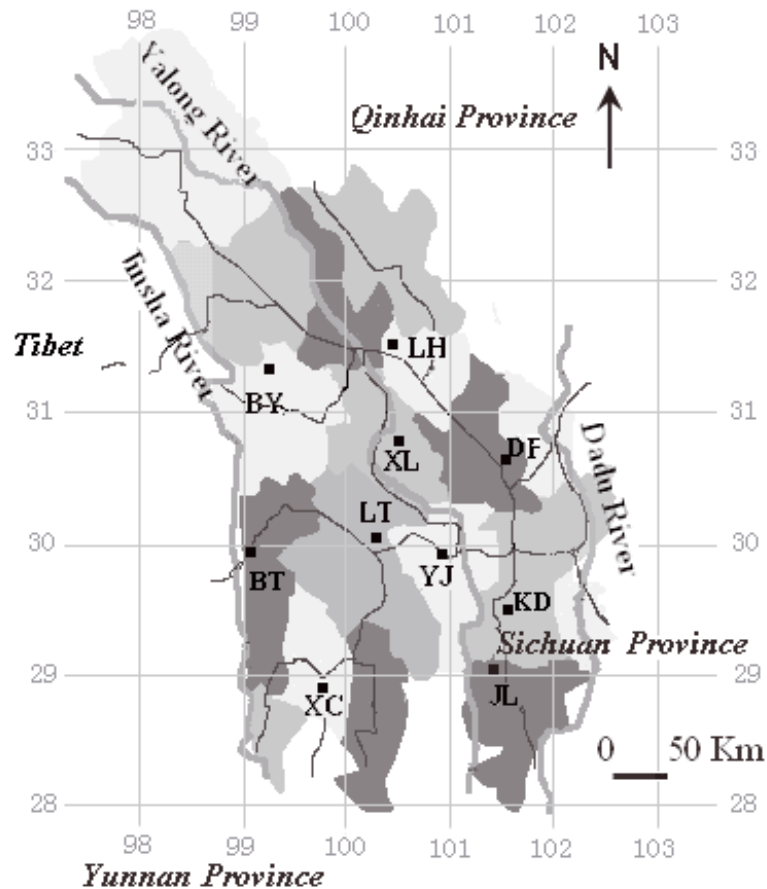 98 99 100 101 102 103
N
Yalong River
Qinhai Province
33 33
32 32
Jinsha River
Tibet
LH
BY
31 31
XL
DF
Dadu River
LT
30 30
BT
YJ
KD
Sichuan Province
29 29
XC
JL
0 50 Km
28 28
98 99 100 101 102 103
Yunnan Province